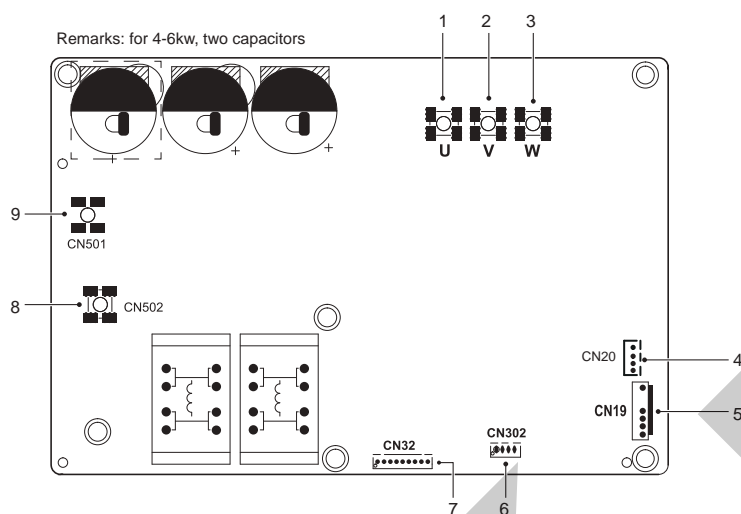 Remarks: for 4-6kw, two capacitors
1 2 3
+ + +
U V W
9
CN501
8
CN502
CN20
4
CN19
5
CN32
CN302
7
6